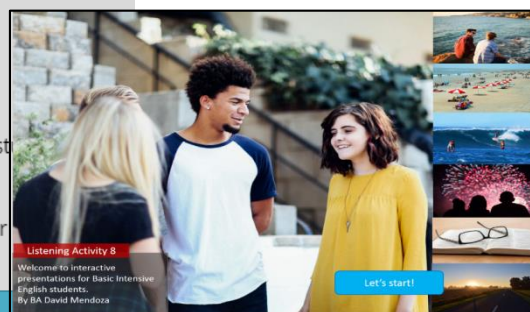 Listening Activity 8
Welcome to interactive
presentations for Basic Intensive
English students.
By BA David Mendoza
Let's start!